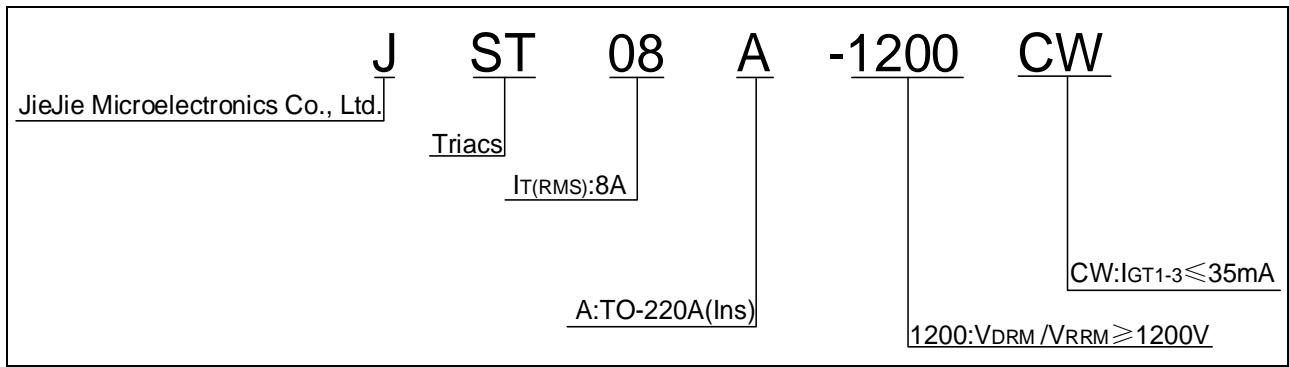 J ST 08 A -1200 CW
JieJie Microelectronics Co., Ltd.
Triacs
IT(RMS):8A
CW:IGT1-3≤35mA
A:TO-220A(Ins)
1200:VDRM /VRRM≥1200V